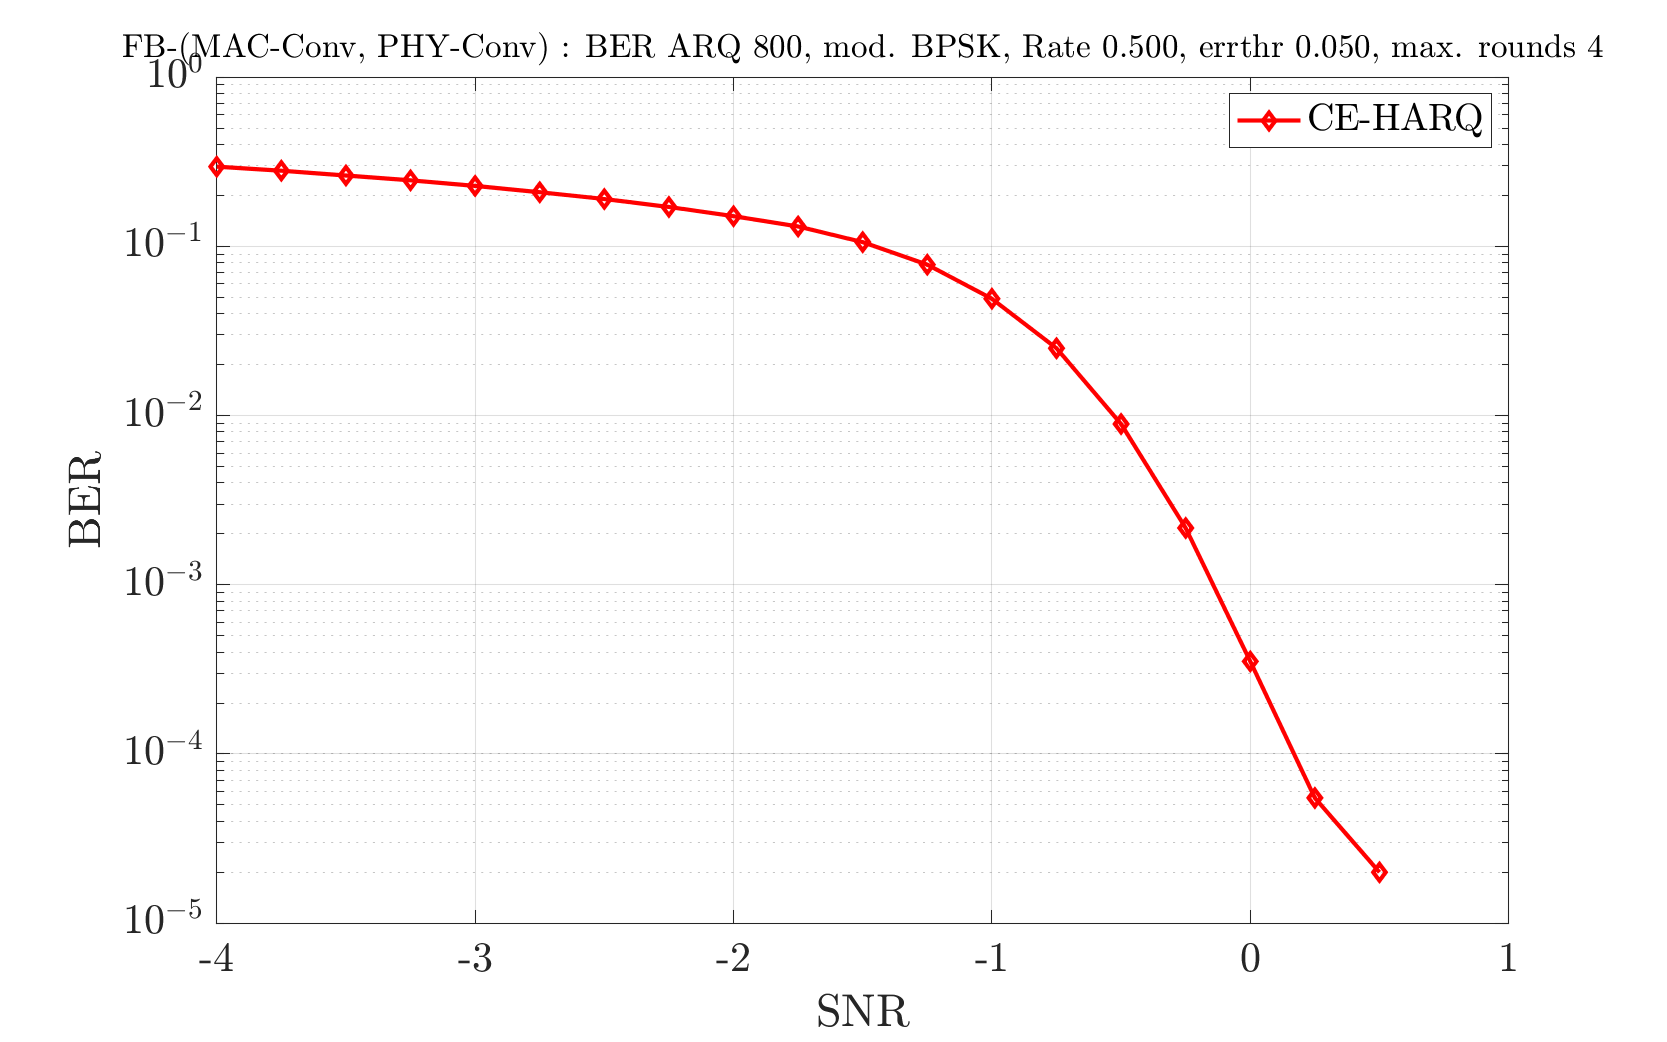 FB-(MAC-Conv, PHY-Conv) : BER ARQ 800, mod. BPSK, Rate 0.500, errthr 0.050, max. rounds 4
10^0
CE-HARQ
10^{-1}
10^{-2}
BER
10^{-3}
10^{-4}
10^{-5}
-4 -3 -2 -1 0 1
SNR